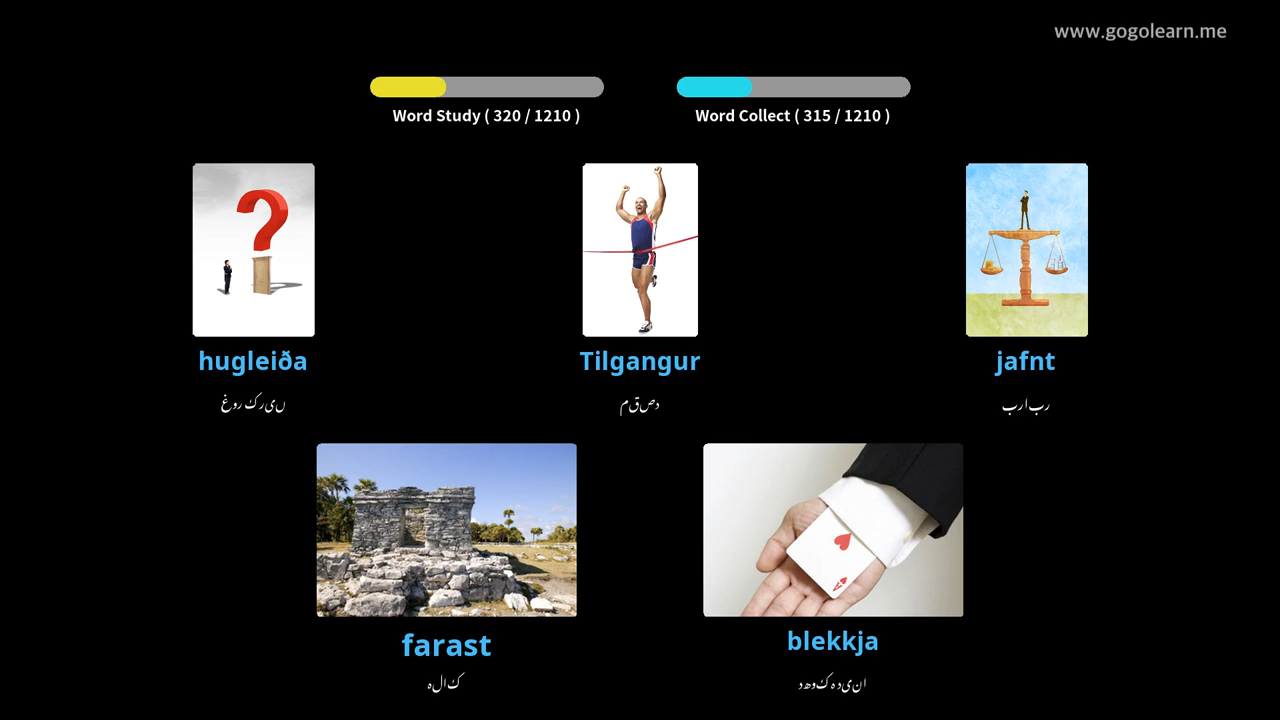 www.gogolearn.me
Word Study ( 320 / 1210 )
Word Collect ( 315 / 1210 )
hugleiða
غور کریں
Tilgangur
مقصد
jafnt
برابر
farast
ہلاک
blekkja
دھوکہ دینا